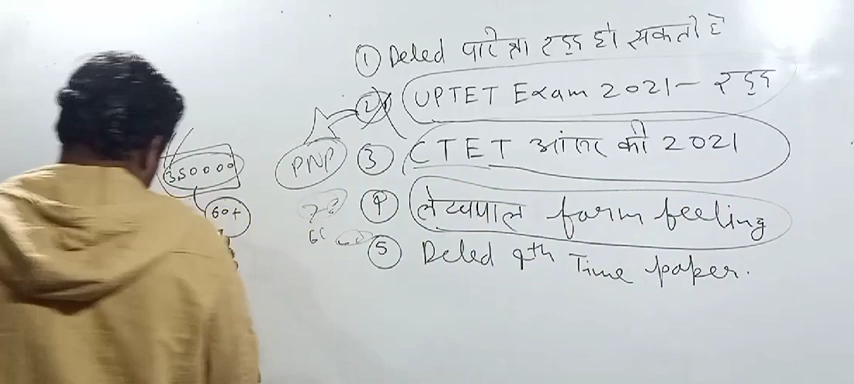 ① Deled परीक्षा रद्द हो सकती है
② UPTET Exam 2021 - रद्द
③ CTET आंसर की 2021
④ लेखपाल form feeling
⑤ Deled 4th Time paper.
PNP
350000
60+